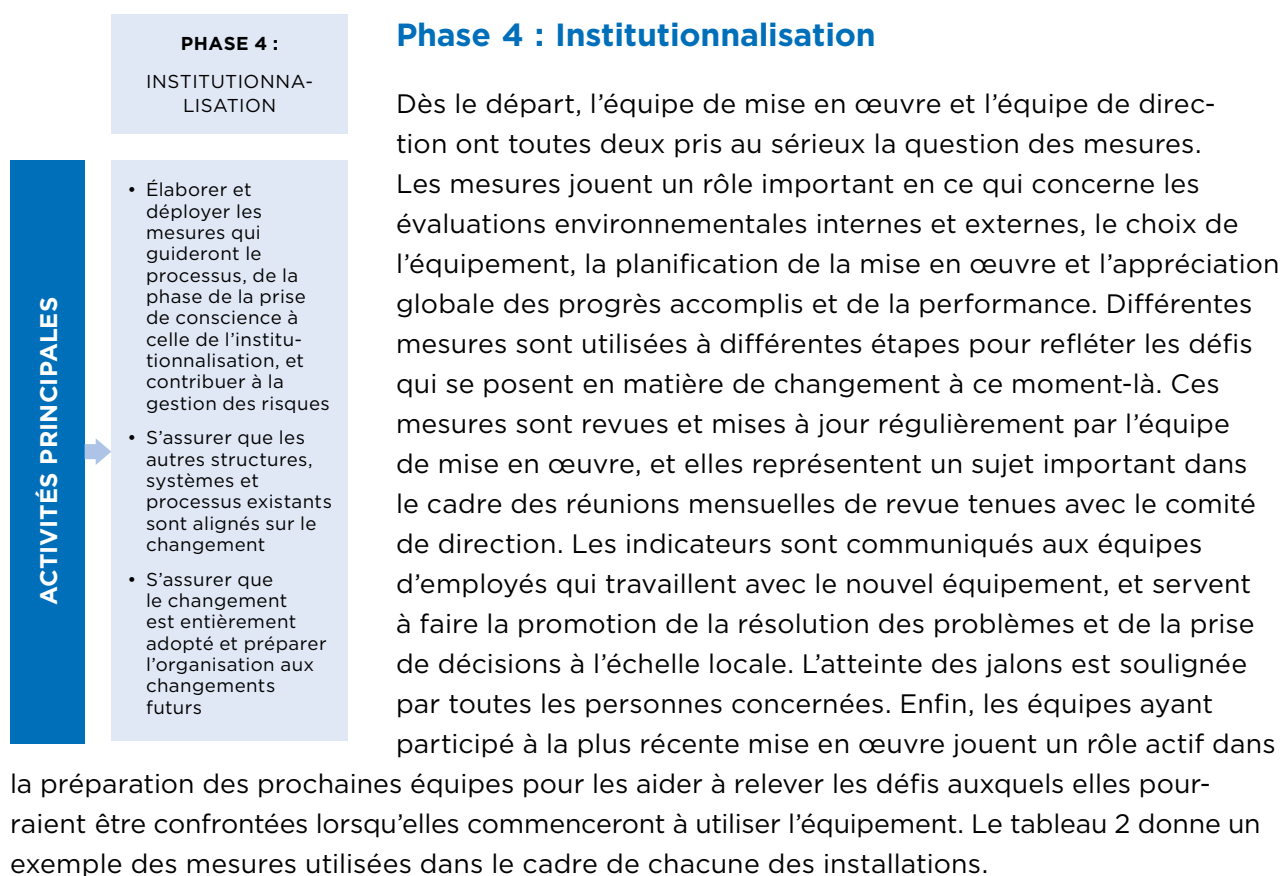 PHASE 4 :
INSTITUTIONNA-
LISATION
ACTIVITÉS PRINCIPALES
• Élaborer et
déployer les
mesures qui
guideront le
processus, de la
phase de la prise
de conscience à
celle de l’institu-
tionnalisation, et
contribuer à la
gestion des risques
• S’assurer que les
autres structures,
systèmes et
processus existants
sont alignés sur le
changement
• S’assurer que
le changement
est entièrement
adopté et préparer
l’organisation aux
changements
futurs
Phase 4 : Institutionnalisation
Dès le départ, l’équipe de mise en œuvre et l’équipe de direc-
tion ont toutes deux pris au sérieux la question des mesures.
Les mesures jouent un rôle important en ce qui concerne les
évaluations environnementales internes et externes, le choix de
l’équipement, la planification de la mise en œuvre et l’appréciation
globale des progrès accomplis et de la performance. Différentes
mesures sont utilisées à différentes étapes pour refléter les défis
qui se posent en matière de changement à ce moment-là. Ces
mesures sont revues et mises à jour régulièrement par l’équipe
de mise en œuvre, et elles représentent un sujet important dans
le cadre des réunions mensuelles de revue tenues avec le comité
de direction. Les indicateurs sont communiqués aux équipes
d’employés qui travaillent avec le nouvel équipement, et servent
à faire la promotion de la résolution des problèmes et de la prise
de décisions à l’échelle locale. L’atteinte des jalons est soulignée
par toutes les personnes concernées. Enfin, les équipes ayant
participé à la plus récente mise en œuvre jouent un rôle actif dans
la préparation des prochaines équipes pour les aider à relever les défis auxquels elles pour-
raient être confrontées lorsqu’elles commenceront à utiliser l’équipement. Le tableau 2 donne un
exemple des mesures utilisées dans le cadre de chacune des installations.